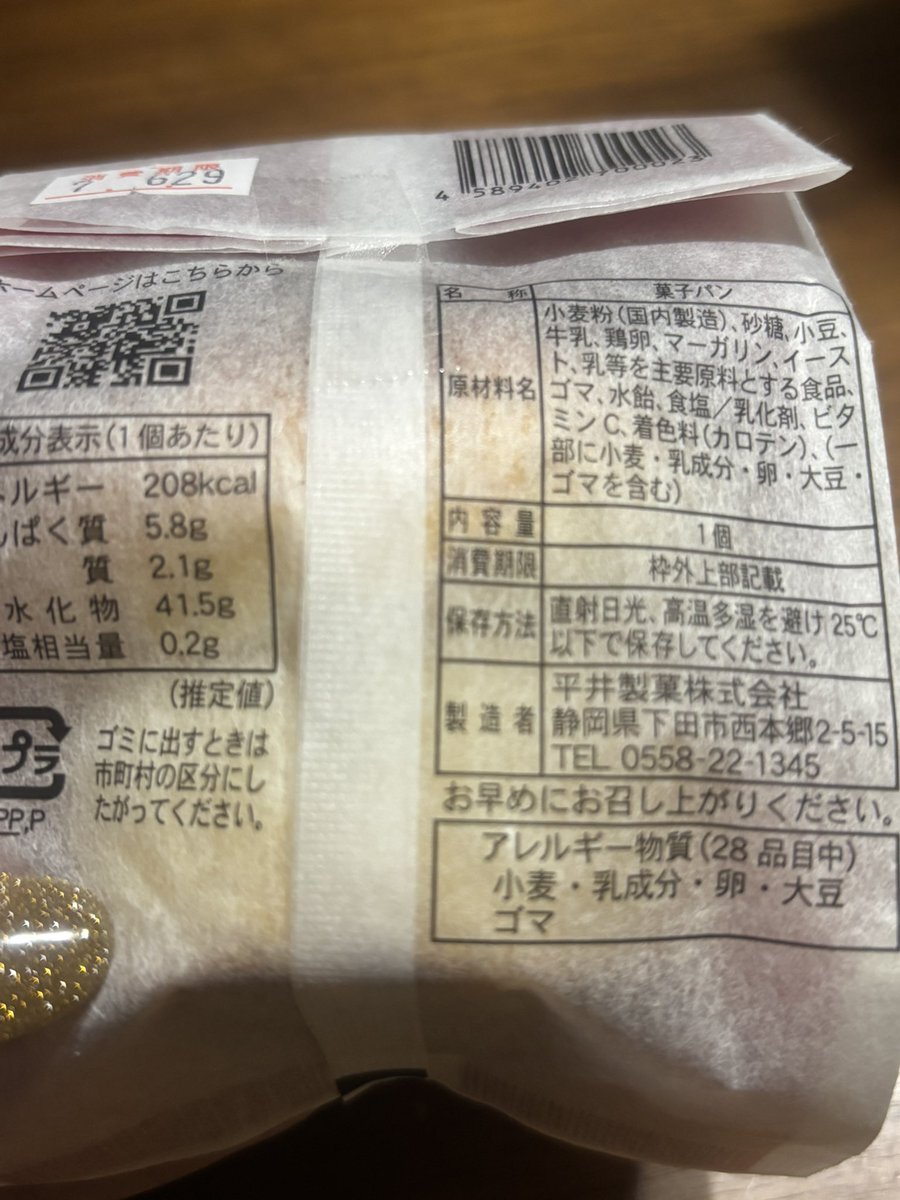 消費期限
7. 629
4 589462 700023
ホームページはこちらから
成分表示(1個あたり)
ネルギー 208kcal
んぱく質 5.8g
質 2.1g
水化物 41.5g
塩相当量 0.2g
(推定値)
プラ
PP,P
ゴミに出すときは
市町村の区分にし
たがってください。
名称 菓子パン
原材料名
小麦粉(国内製造)、砂糖、小豆、
牛乳、鶏卵、マーガリン、イース
ト、乳等を主要原料とする食品、
ゴマ、水飴、食塩/乳化剤、ビタ
ミンC、着色料(カロテン)、(一
部に小麦・乳成分・卵・大豆・
ゴマを含む)
内容量 1個
消費期限 枠外上部記載
保存方法
直射日光、高温多湿を避け25℃
以下で保存してください。
製造者
平井製菓株式会社
静岡県下田市西本郷2-5-15
TEL 0558-22-1345
お早めにお召し上がりください。
アレルギー物質(28品目中)
小麦・乳成分・卵・大豆
ゴマ